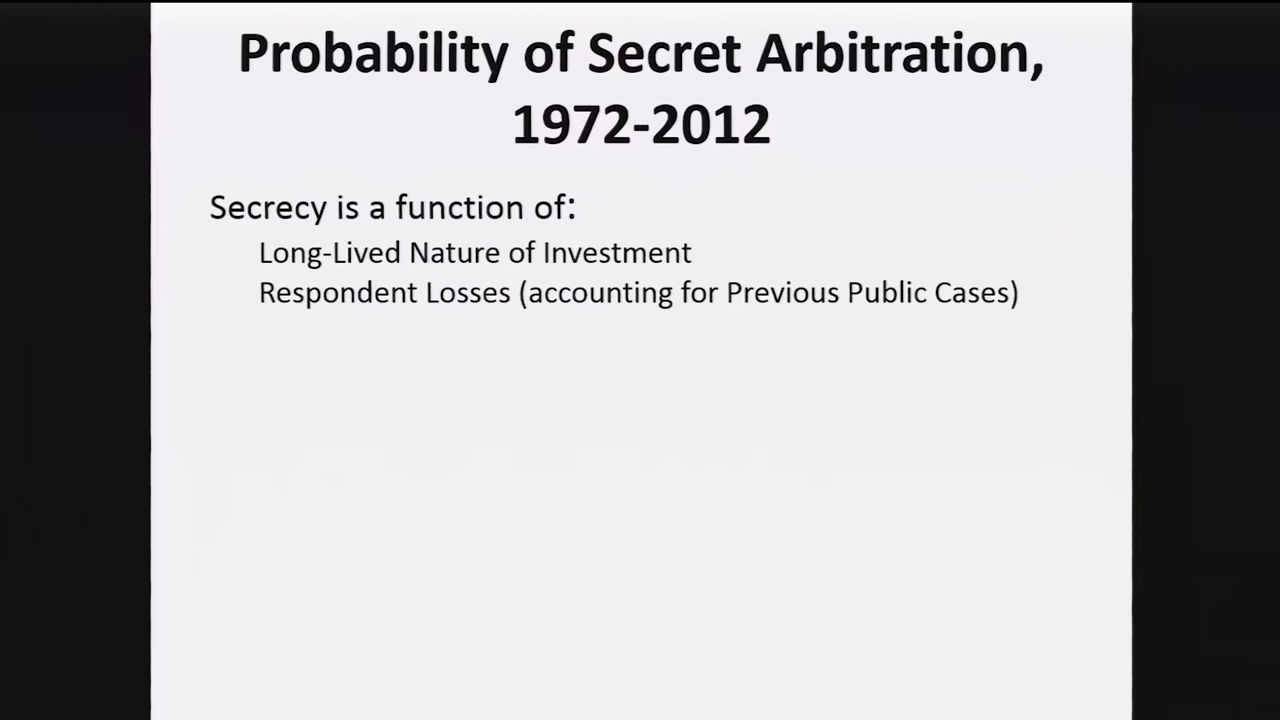 Probability of Secret Arbitration,
1972-2012
Secrecy is a function of:
Long-Lived Nature of Investment
Respondent Losses (accounting for Previous Public Cases)